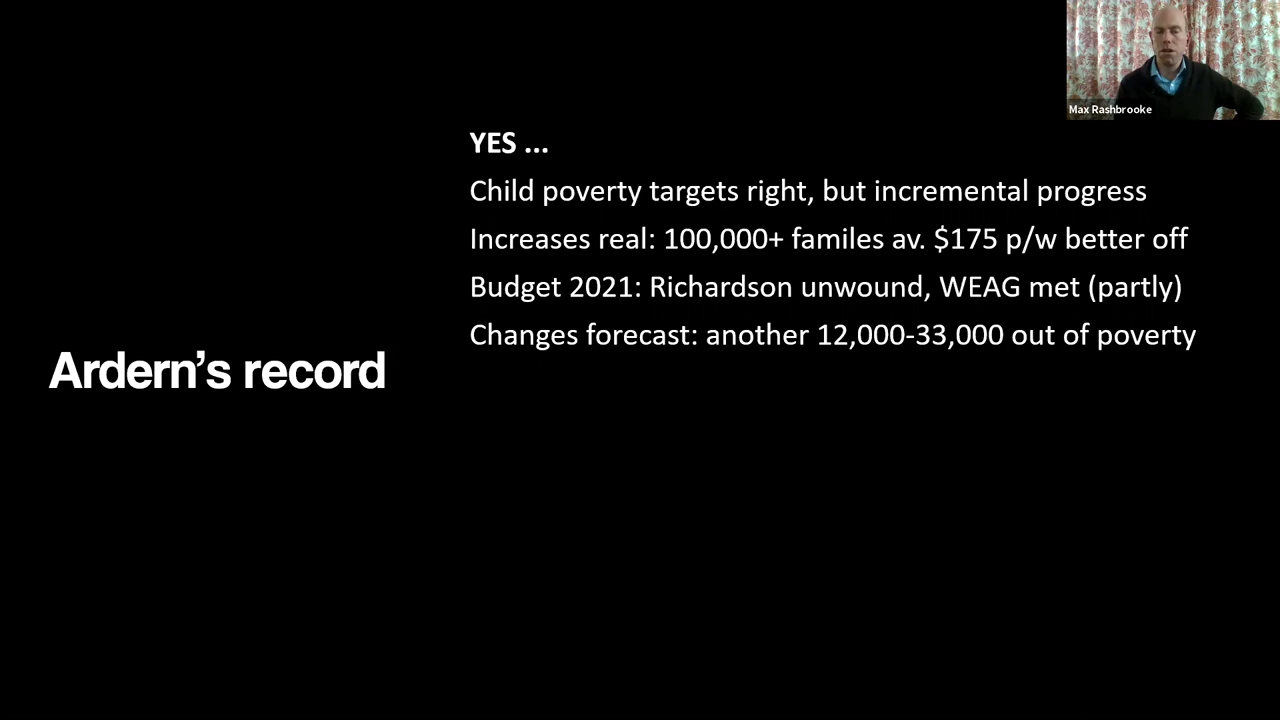 Max Rashbrooke
YES ...
Child poverty targets right, but incremental progress
Increases real: 100,000+ familes av. $175 p/w better off
Budget 2021: Richardson unwound, WEAG met (partly)
Changes forecast: another 12,000-33,000 out of poverty
Ardern’s record